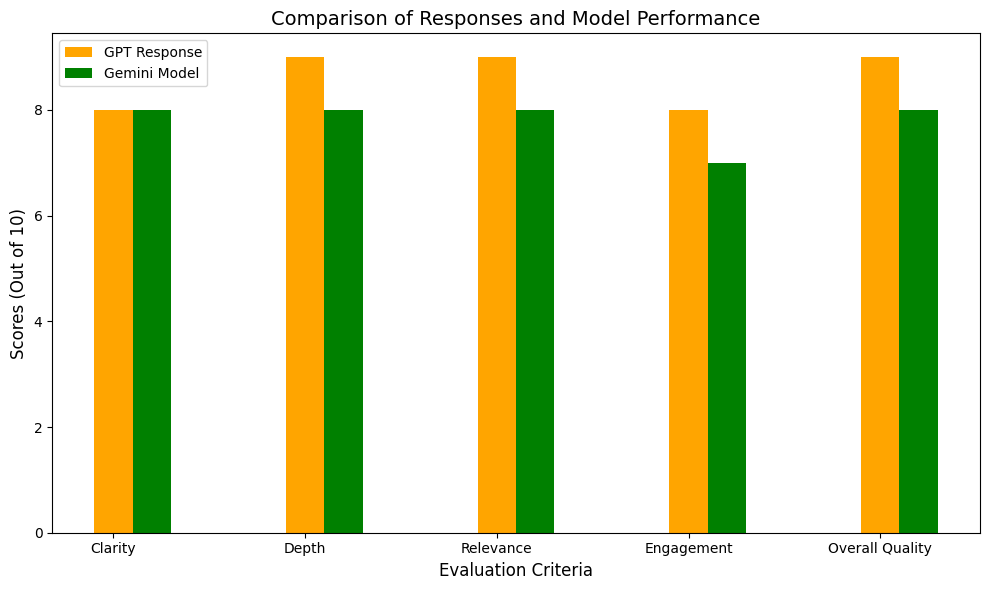 Comparison of Responses and Model Performance
GPT Response
Gemini Model
Scores (Out of 10)
8
6
4
2
0
Clarity
Depth
Relevance
Engagement
Overall Quality
Evaluation Criteria